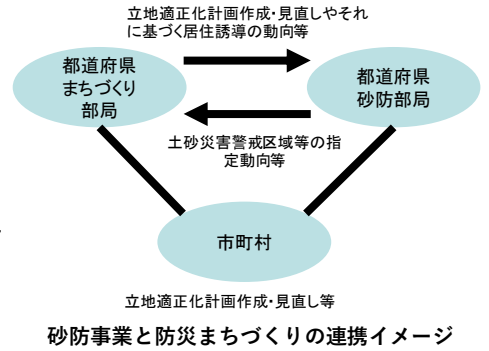 立地適正化計画作成・見直しやそれ
に基づく居住誘導の動向等
都道府県
まちづくり
部局
都道府県
砂防部局
土砂災害警戒区域等の指
定動向等
市町村
立地適正化計画作成・見直し等
砂防事業と防災まちづくりの連携イメージ